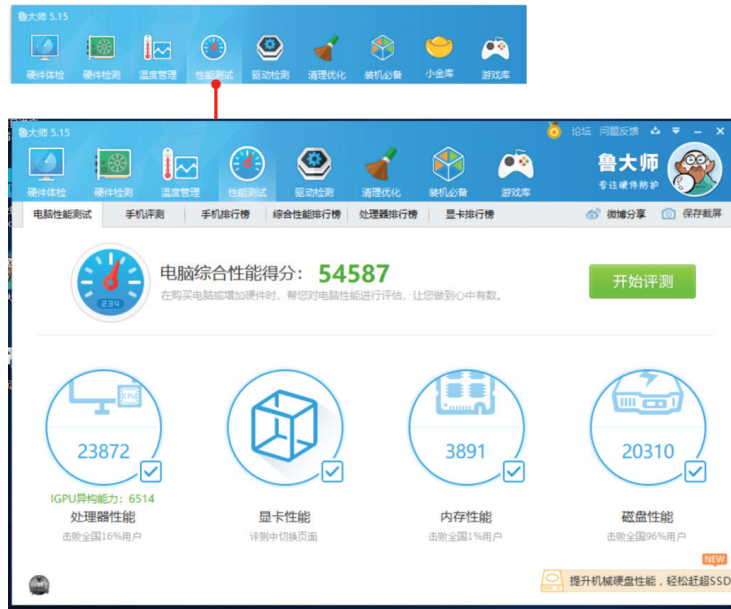 鲁大师 5.15
硬件体检 硬件检测 温度管理 性能测试 驱动检测 清理优化 装机必备 小金库 游戏库
鲁大师 5.15 论坛 问题反馈
硬件体检 硬件检测 温度管理 性能测试 驱动检测 清理优化 装机必备 游戏库 鲁大师
专注硬件防护
电脑性能测试 手机评测 手机排行榜 综合性能排行榜 处理器排行榜 显卡排行榜 微博分享 保存截屏
电脑综合性能得分： 54587
在购买电脑或增加硬件时，帮您对电脑性能进行评估，让您做到心中有数。
开始评测
234
CPU
23872 3891 20310
IGPU异构能力：6514
处理器性能 显卡性能 内存性能 磁盘性能
击败全国16%用户 评测中切换页面 击败全国1%用户 击败全国96%用户
NEW
提升机械硬盘性能，轻松赶超SSD